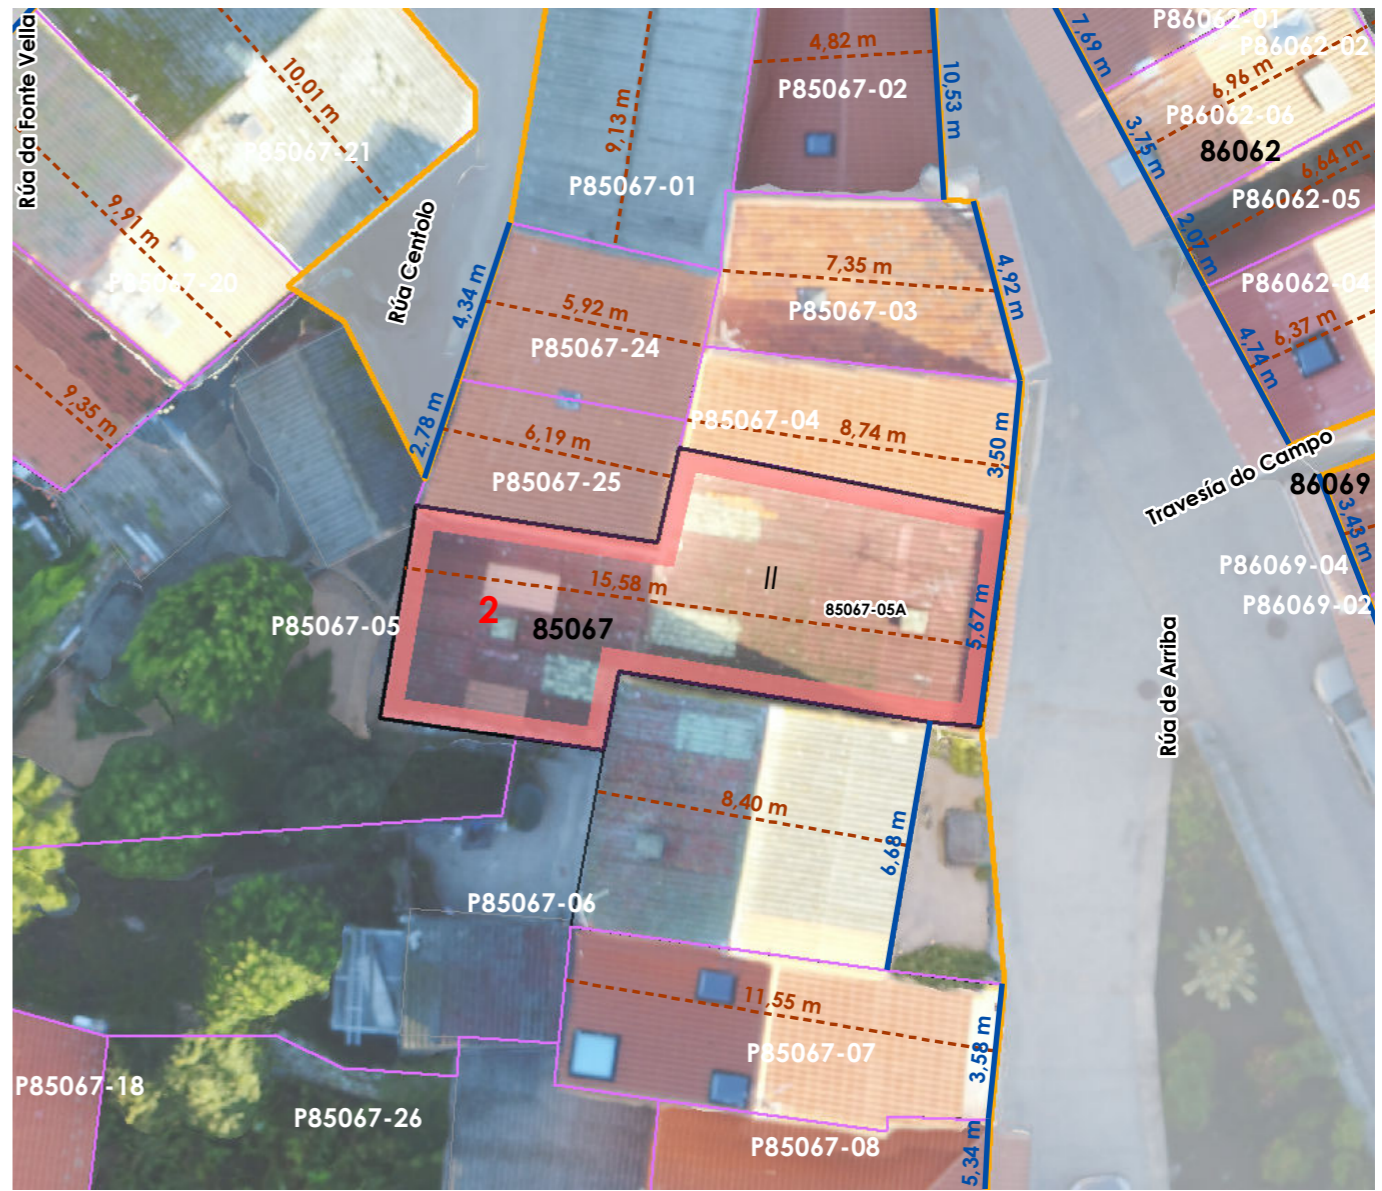 Rúa da Fonte Vella
10,01 m
P85067-21
9,91 m
P85067-20
9,35 m
Rúa Centolo
9,13 m
P85067-01
4,82 m
P85067-02
10,53 m
7,69 m
P86062-01
P86062-02
6,96 m
P86062-06
3,75 m
86062
6,64 m
P86062-05
2,07 m
P86062-04
6,37 m
4,74 m
4,34 m
5,92 m
P85067-24
7,35 m
P85067-03
4,92 m
2,78 m
6,19 m
P85067-25
P85067-04
8,74 m
3,50 m
Travesía do Campo
86069
3,43 m
P86069-04
P86069-02
P85067-05
2
15,58 m
85067
II
85067-05A
5,67 m
Rúa de Arriba
8,40 m
6,68 m
P85067-06
11,55 m
P85067-07
3,58 m
P85067-18
P85067-26
P85067-08
5,34 m